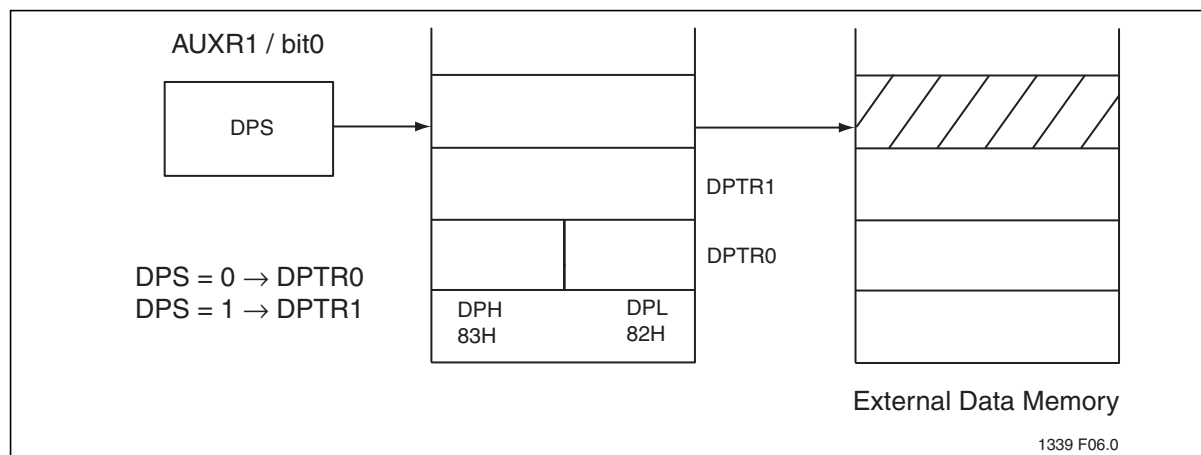 AUXR1 / bit0
DPS
DPTR1
DPTR0
DPS = 0 → DPTR0
DPS = 1 → DPTR1
DPH
83H
DPL
82H
External Data Memory
1339 F06.0